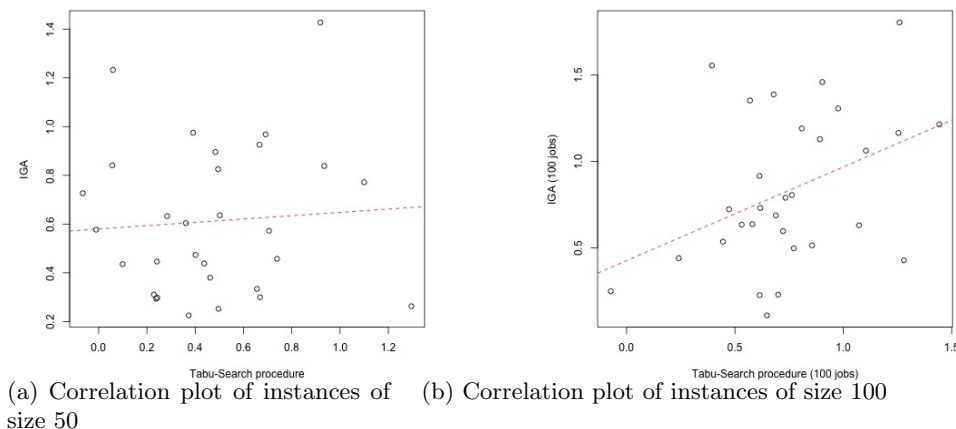 1.4
1.2
1.0
0.8
0.6
0.4
0.2
IGA
0.0 0.2 0.4 0.6 0.8 1.0 1.2
Tabu-Search procedure
(a) Correlation plot of instances of
size 50
1.5
1.0
0.5
IGA (100 jobs)
0.0 0.5 1.0 1.5
Tabu-Search procedure (100 jobs)
(b) Correlation plot of instances of size 100